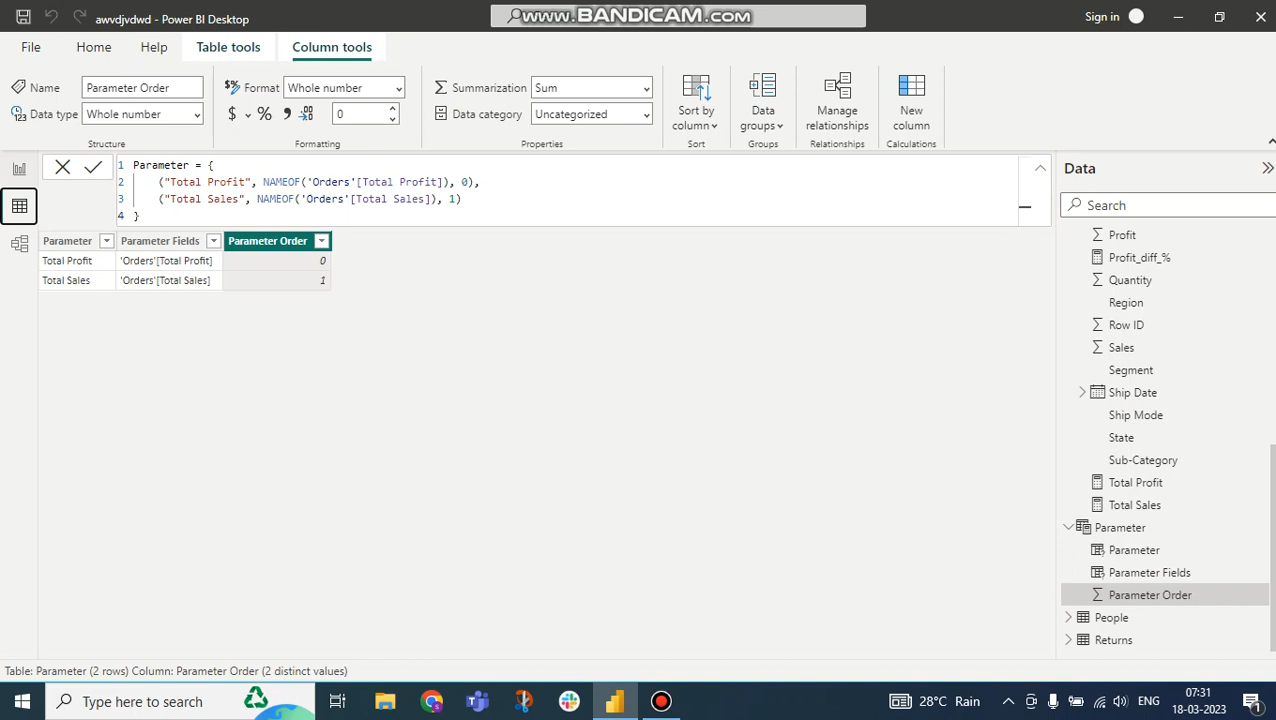 awvdjvdwd - Power BI Desktop
www.BANDICAM.com
Sign in
File
Home
Help
Table tools
Column tools
Name
Parameter Order
Data type
Whole number
Structure
Format
Whole number
$
%
0
Formatting
Summarization
Sum
Data category
Uncategorized
Properties
Sort by
column
Sort
Data
groups
Groups
Manage
relationships
Relationships
New
column
Calculations
1 Parameter = {
2 ("Total Profit", NAMEOF('Orders'[Total Profit]), 0),
3 ("Total Sales", NAMEOF('Orders'[Total Sales]), 1)
4 }
Parameter Parameter Fields Parameter Order
Total Profit 'Orders'[Total Profit] 0
Total Sales 'Orders'[Total Sales] 1
Data
Search
Profit
Profit_diff_%
Quantity
Region
Row ID
Sales
Segment
Ship Date
Ship Mode
State
Sub-Category
Total Profit
Total Sales
Parameter
Parameter
Parameter Fields
Parameter Order
People
Returns
Table: Parameter (2 rows) Column: Parameter Order (2 distinct values)
Type here to search
28°C Rain
ENG
07:31
18-03-2023
1